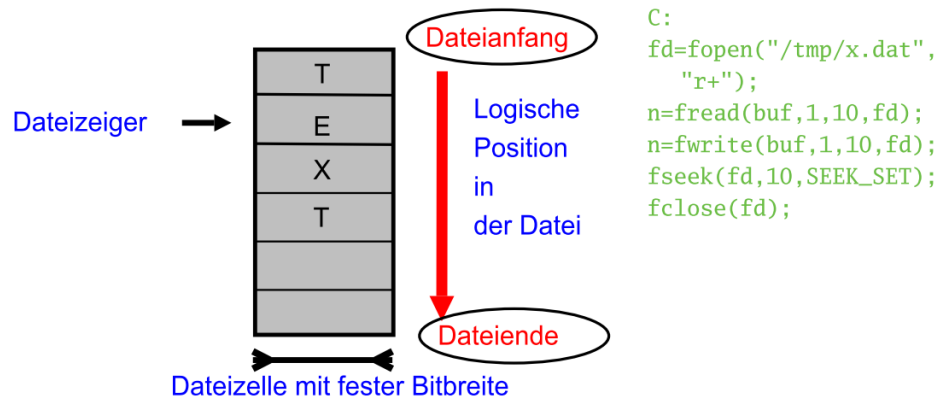 Dateianfang
T
Dateizeiger
E
X
T
Logische
Position
in
der Datei
Dateiende
Dateizelle mit fester Bitbreite
C:
fd=fopen("/tmp/x.dat",
"r+");
n=fread(buf,1,10,fd);
n=fwrite(buf,1,10,fd);
fseek(fd,10,SEEK_SET);
fclose(fd);